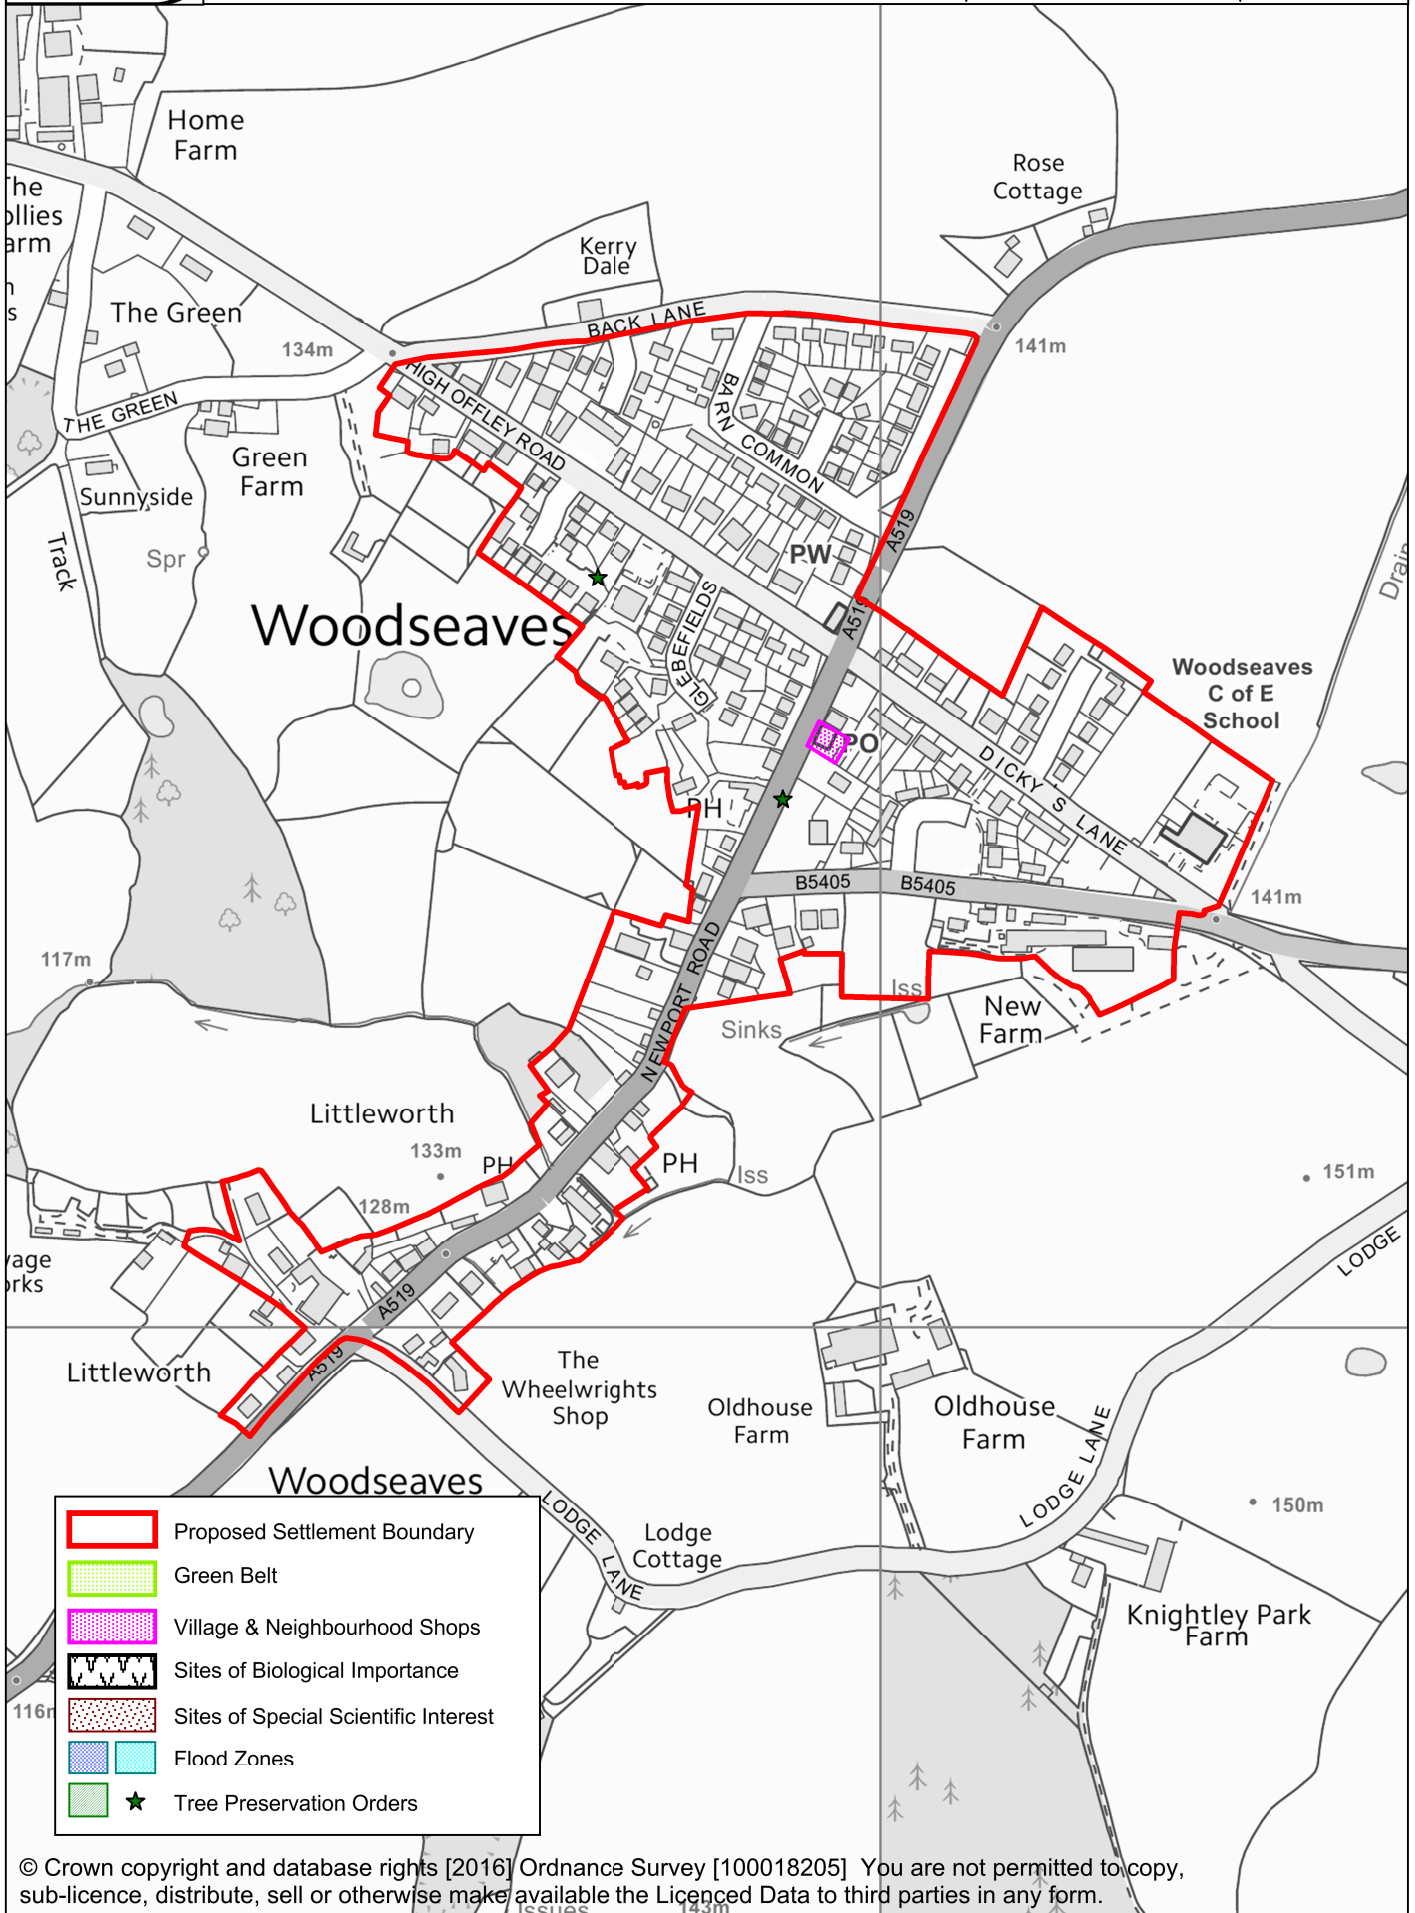 Home
Farm
Rose
Cottage
The
ollies
arm
Kerry
Dale
The Green
BACK LANE
134m
141m
HIGH OFFLEY ROAD
BARN COMMON
THE GREEN
Green
Farm
Sunnyside
Track
Spr
A519
PW
Drain
Woodseaves
A519
GLEBEFIELDS
Woodseaves
C of E
School
PO
DICKY S LANE
PH
B5405
B5405
141m
117m
NEWPORT ROAD
Iss
Sinks
New
Farm
Littleworth
133m
PH
PH
Iss
151m
128m
LODGE
vage
orks
A519
A519
Littleworth
The
Wheelwrights
Shop
Oldhouse
Farm
Oldhouse
Farm
LODGE LANE
Woodseaves
LODGE LANE
150m
Lodge
Cottage
Knightley Park
Farm
116m
Proposed Settlement Boundary
Green Belt
Village & Neighbourhood Shops
Sites of Biological Importance
Sites of Special Scientific Interest
Flood Zones
Tree Preservation Orders
© Crown copyright and database rights [2016] Ordnance Survey [100018205]  You are not permitted to copy,
sub-licence, distribute, sell or otherwise make available the Licenced Data to third parties in any form.
Issues
143m